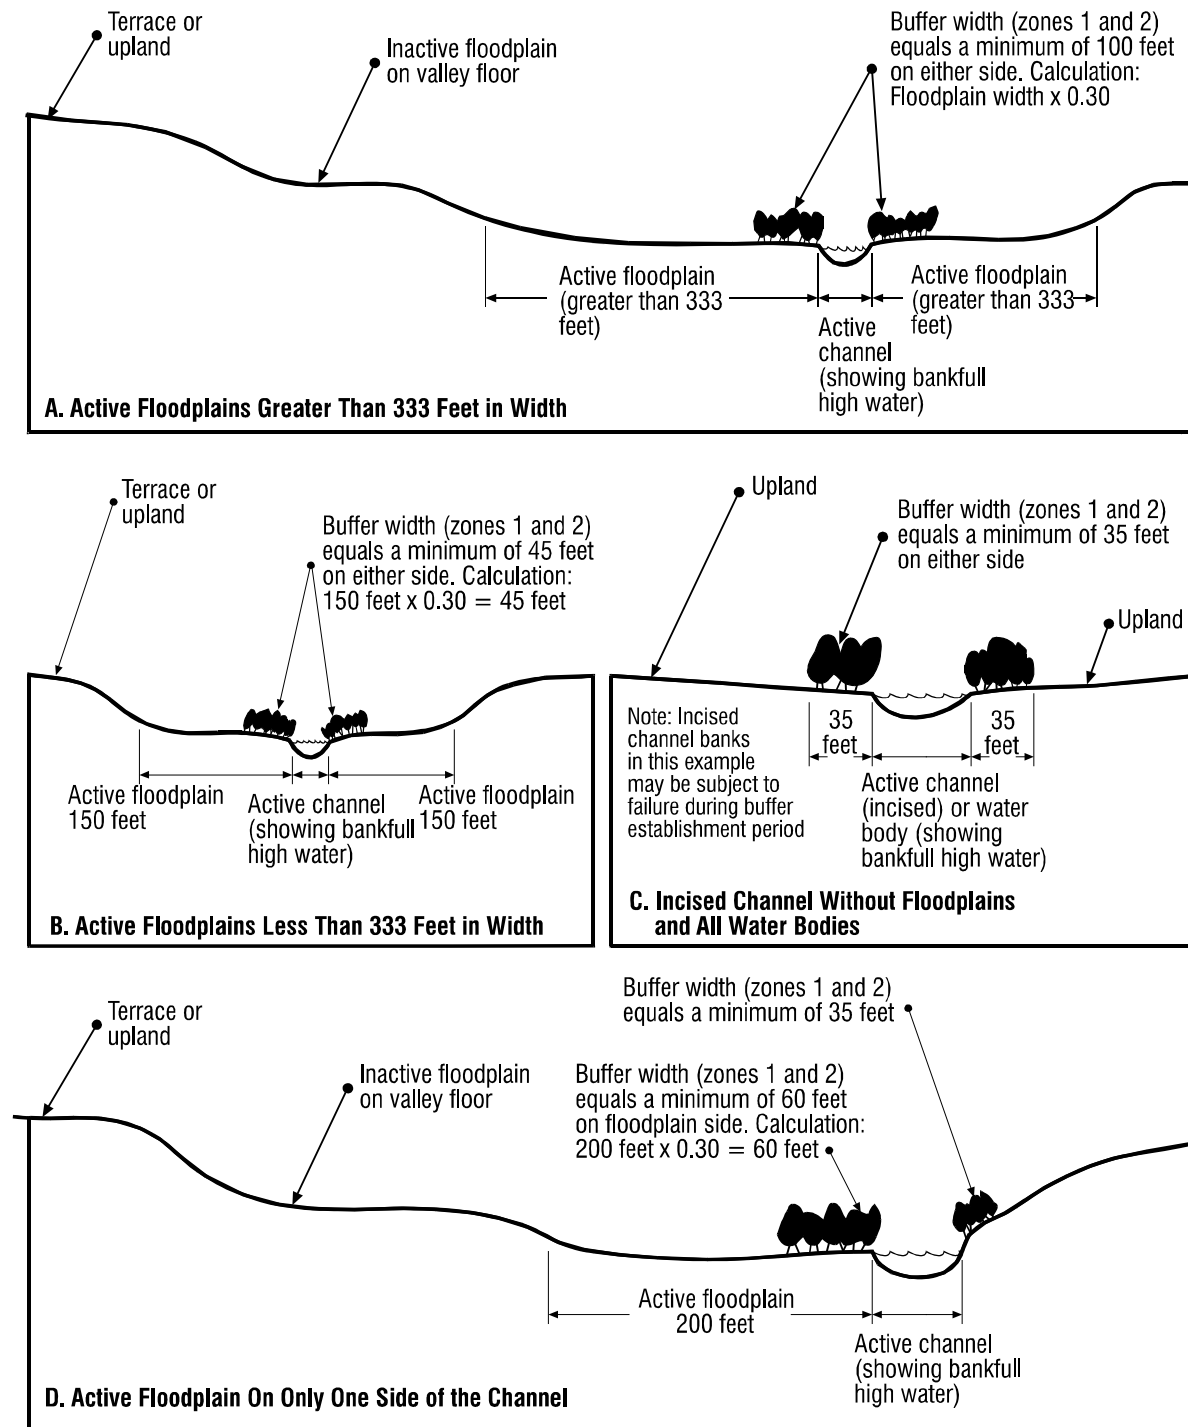 Terrace or
upland
Inactive floodplain
on valley floor
Buffer width (zones 1 and 2)
equals a minimum of 100 feet
on either side. Calculation:
Floodplain width x 0.30
Active floodplain
(greater than 333
feet)
Active
channel
(showing bankfull
high water)
Active floodplain
(greater than 333
feet)
A. Active Floodplains Greater Than 333 Feet in Width
Terrace or
upland
Buffer width (zones 1 and 2)
equals a minimum of 45 feet
on either side. Calculation:
150 feet x 0.30 = 45 feet
Active floodplain
150 feet
Active channel
(showing bankfull
high water)
Active floodplain
150 feet
B. Active Floodplains Less Than 333 Feet in Width
Upland
Buffer width (zones 1 and 2)
equals a minimum of 35 feet
on either side
Upland
Note: Incised
channel banks
in this example
may be subject to
failure during buffer
establishment period
35
feet
35
feet
Active channel
(incised) or water
body (showing
bankfull high water)
C. Incised Channel Without Floodplains
and All Water Bodies
Terrace or
upland
Inactive floodplain
on valley floor
Buffer width (zones 1 and 2)
equals a minimum of 35 feet
Buffer width (zones 1 and 2)
equals a minimum of 60 feet
on floodplain side. Calculation:
200 feet x 0.30 = 60 feet
Active floodplain
200 feet
Active channel
(showing bankfull
high water)
D. Active Floodplain On Only One Side of the Channel